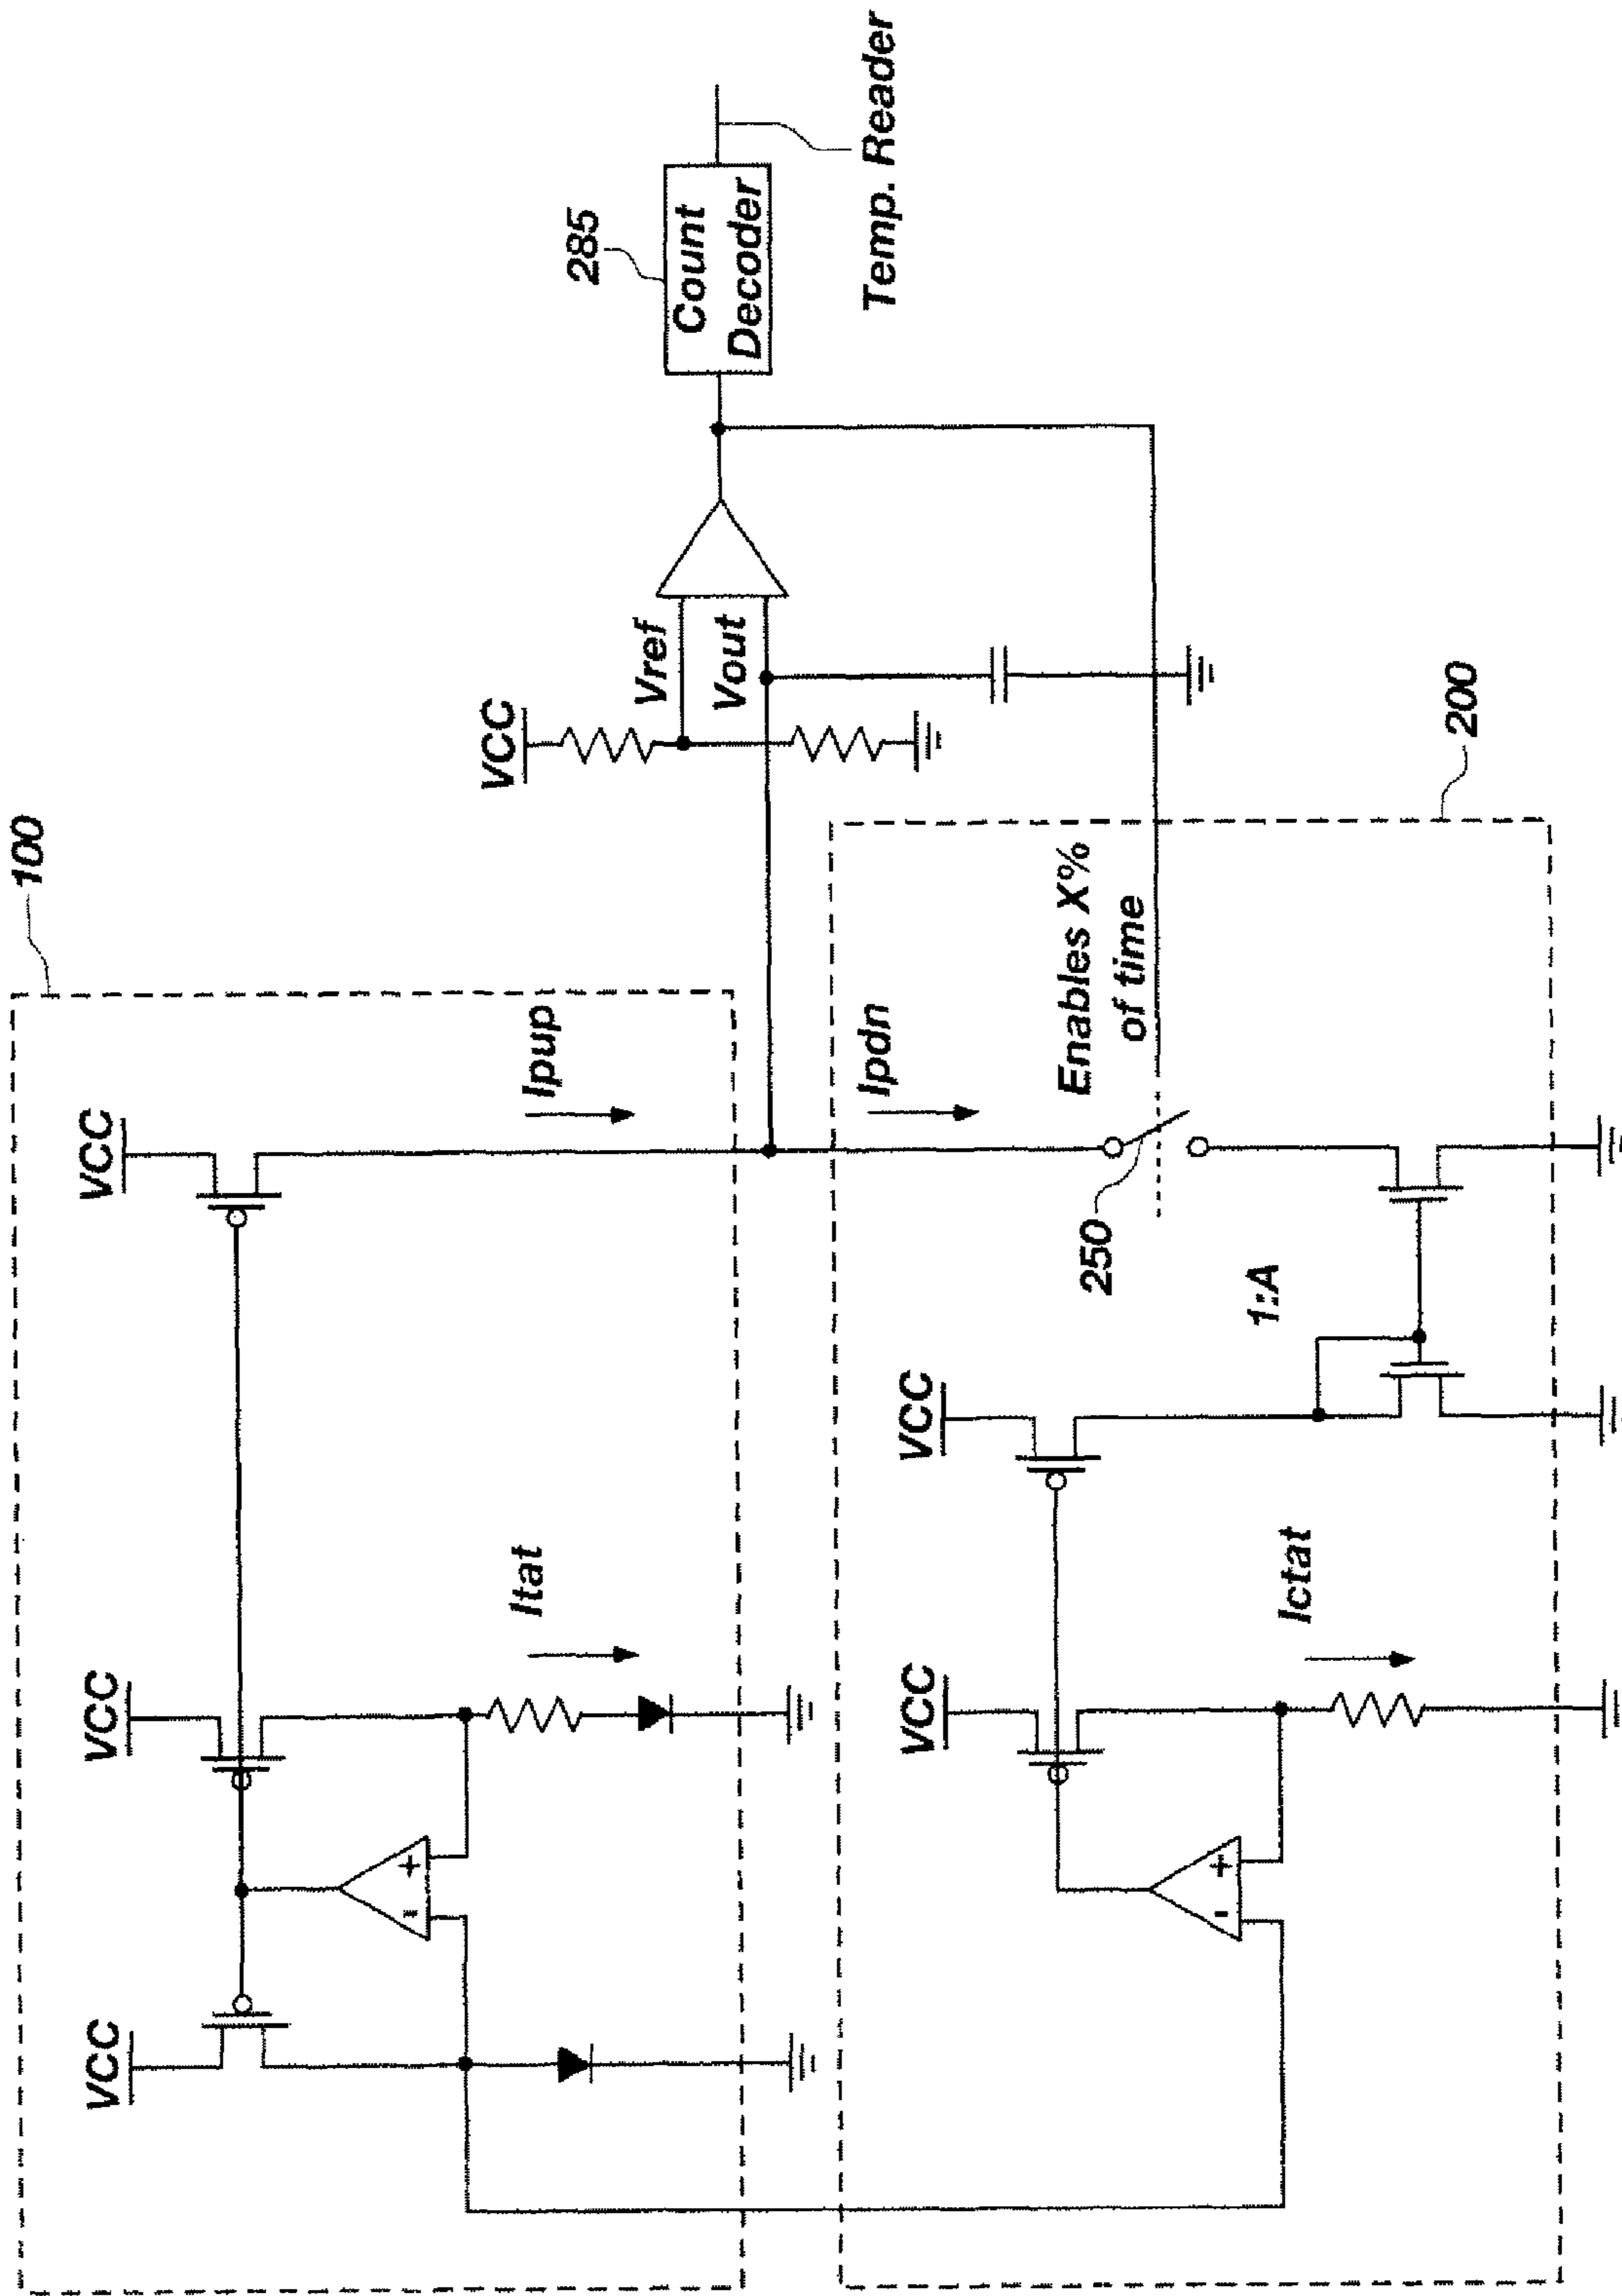 100
VCC
VCC
VCC
Itat
Ipup
+
-
VCC
Vref
Vout
285
Count
Decoder
Temp. Reader
200
VCC
VCC
Ictat
+
-
1:A
250
Ipdn
Enables X%
of time